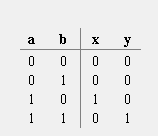 a b x y
0 0 0 0
0 1 0 0
1 0 1 0
1 1 0 1